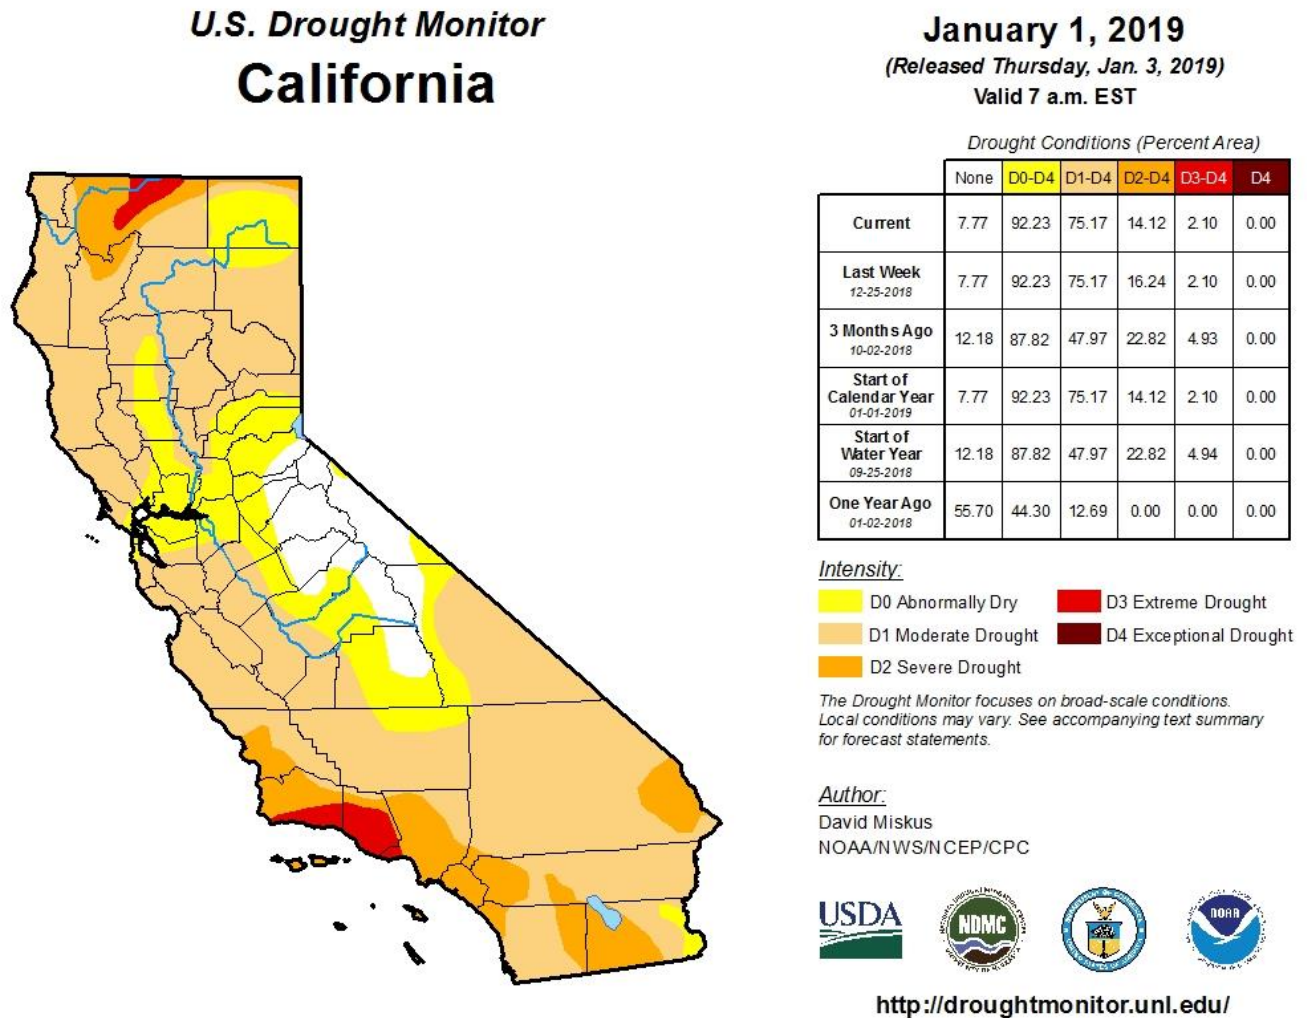 U.S. Drought Monitor
California
January 1, 2019
(Released Thursday, Jan. 3, 2019)
Valid 7 a.m. EST
Drought Conditions (Percent Area)
None D0-D4 D1-D4 D2-D4 D3-D4 D4
Current 7.77 92.23 75.17 14.12 2.10 0.00
Last Week
12-25-2018 7.77 92.23 75.17 16.24 2.10 0.00
3 Months Ago
10-02-2018 12.18 87.82 47.97 22.82 4.93 0.00
Start of
Calendar Year
01-01-2019 7.77 92.23 75.17 14.12 2.10 0.00
Start of
Water Year
09-25-2018 12.18 87.82 47.97 22.82 4.94 0.00
One Year Ago
01-02-2018 55.70 44.30 12.69 0.00 0.00 0.00
Intensity:
D0 Abnormally Dry
D1 Moderate Drought
D2 Severe Drought
D3 Extreme Drought
D4 Exceptional Drought
The Drought Monitor focuses on broad-scale conditions.
Local conditions may vary. See accompanying text summary
for forecast statements.
Author:
David Miskus
NOAA/NWS/NCEP/CPC
USDA
NDMC
NOAA
http://droughtmonitor.unl.edu/